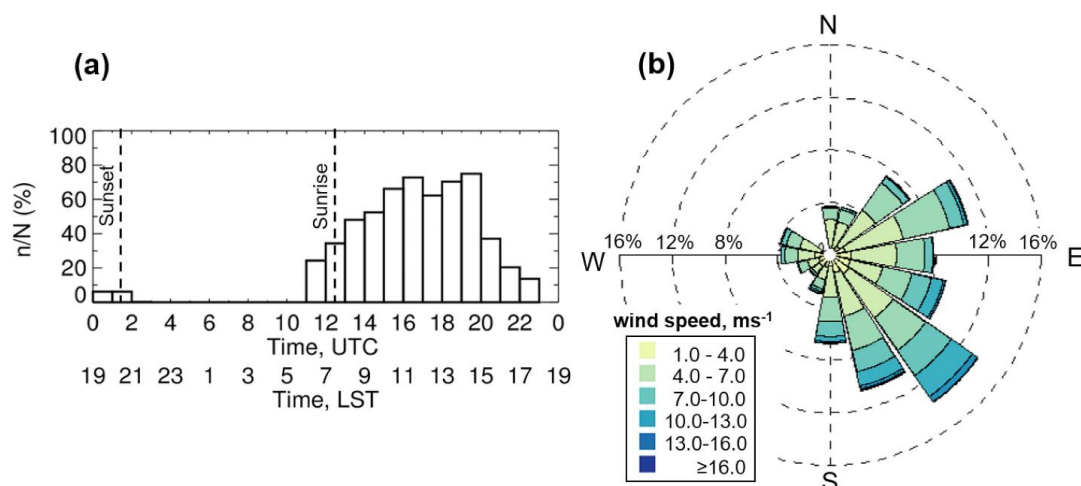 (a)
n/N (%)
100
80
60
40
20
0
Sunset
Sunrise
0 2 4 6 8 10 12 14 16 18 20 22 0
Time, UTC
19 21 23 1 3 5 7 9 11 13 15 17 19
Time, LST
(b)
N
16% 12% 8% 12% 16%
W E
S
wind speed, ms-1
1.0 - 4.0
4.0 - 7.0
7.0-10.0
10.0-13.0
13.0-16.0
≥16.0